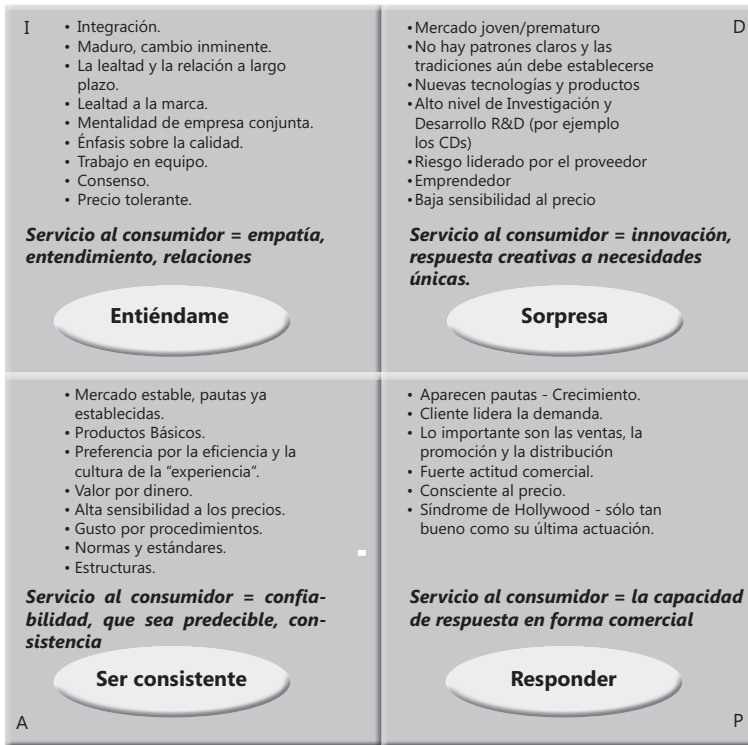 I
• Integración.
• Maduro, cambio inminente.
• La lealtad y la relación a largo
plazo.
• Lealtad a la marca.
• Mentalidad de empresa conjunta.
• Énfasis sobre la calidad.
• Trabajo en equipo.
• Consenso.
• Precio tolerante.
Servicio al consumidor = empatía,
entendimiento, relaciones
Entiéndame
D
• Mercado joven/prematuro
• No hay patrones claros y las
tradiciones aún debe establecerse
• Nuevas tecnologías y productos
• Alto nivel de Investigación y
Desarrollo R&D (por ejemplo
los CDs)
• Riesgo liderado por el proveedor
• Emprendedor
• Baja sensibilidad al precio
Servicio al consumidor = innovación,
respuesta creativas a necesidades
únicas.
Sorpresa
• Mercado estable, pautas ya
establecidas.
• Productos Básicos.
• Preferencia por la eficiencia y la
cultura de la “experiencia”.
• Valor por dinero.
• Alta sensibilidad a los precios.
• Gusto por procedimientos.
• Normas y estándares.
• Estructuras.
Servicio al consumidor = confia-
bilidad, que sea predecible, con-
sistencia
Ser consistente
A
• Aparecen pautas - Crecimiento.
• Cliente lidera la demanda.
• Lo importante son las ventas, la
promoción y la distribución
• Fuerte actitud comercial.
• Consciente al precio.
• Síndrome de Hollywood - sólo tan
bueno como su última actuación.
Servicio al consumidor = la capacidad
de respuesta en forma comercial
Responder
P